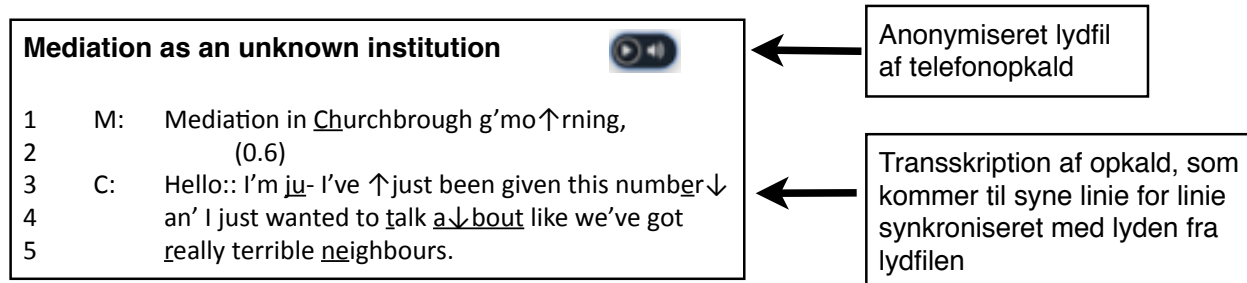 Mediation as an unknown institution
1 M: Mediation in Churchbrough g’mo↑rning,
2 (0.6)
3 C: Hello:: I’m ju- I’ve ↑just been given this number↓
4 an’ I just wanted to talk a↓bout like we’ve got
5 really terrible neighbours.
Anonymiseret lydfil
af telefonopkald
Transskription af opkald, som
kommer til syne linie for linie
synkroniseret med lyden fra
lydfilen